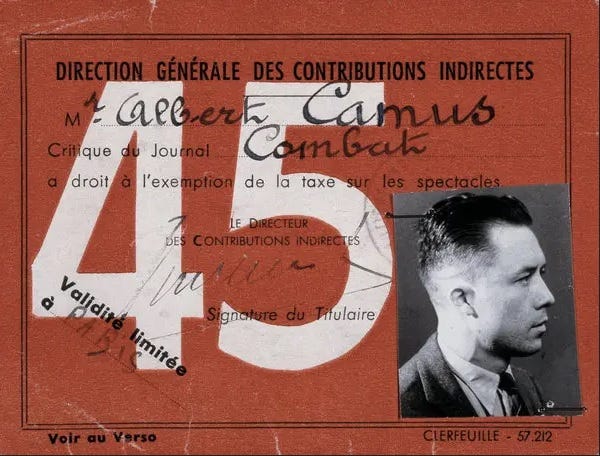 DIRECTION GÉNÉRALE DES CONTRIBUTIONS INDIRECTES
45
Mr. Albert Camus
Critique du Journal Combat
a droit à l'exemption de la taxe sur les spectacles
LE DIRECTEUR
DES CONTRIBUTIONS INDIRECTES
Signature du Titulaire
Validité limitée
à PARIS
Voir au Verso
CLERFEUILLE - 57.212